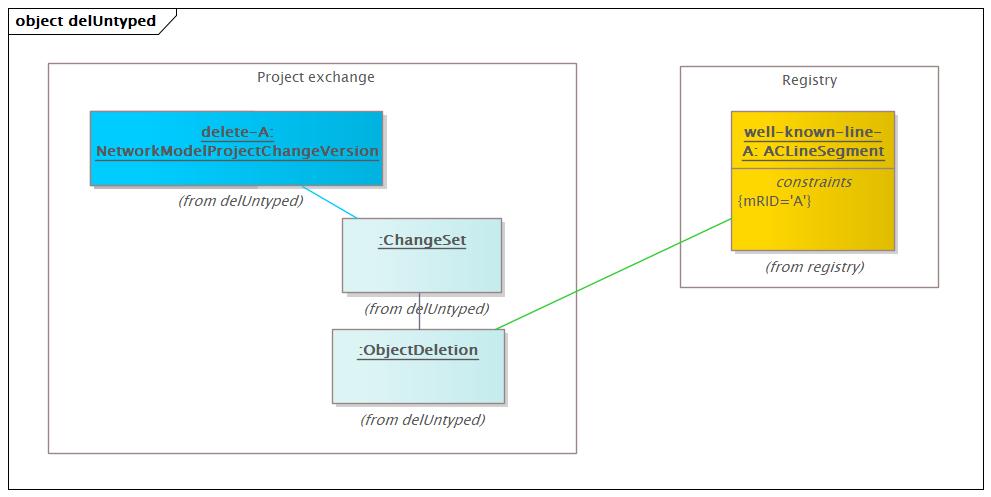 object delUntyped
Project exchange
delete-A:
NetworkModelProjectChangeVersion
(from delUntyped)
:ChangeSet
(from delUntyped)
:ObjectDeletion
(from delUntyped)
Registry
well-known-line-
A: ACLineSegment
constraints
{mRID='A'}
(from registry)